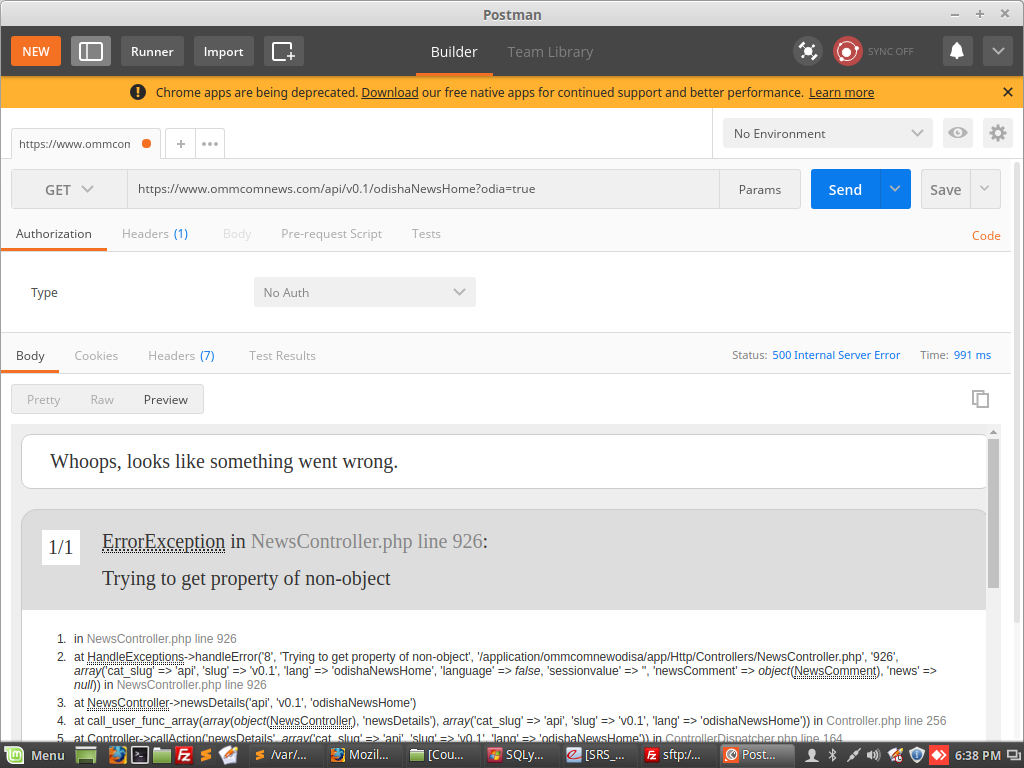 Postman
NEW Runner Import Builder Team Library SYNC OFF
Chrome apps are being deprecated. Download our free native apps for continued support and better performance. Learn more
https://www.ommcom
No Environment
GET https://www.ommcomnews.com/api/v0.1/odishaNewsHome?odia=true Params Send Save
Authorization Headers (1) Body Pre-request Script Tests Code
Type No Auth
Body Cookies Headers (7) Test Results Status: 500 Internal Server Error Time: 991 ms
Pretty Raw Preview
Whoops, looks like something went wrong.
1/1 ErrorException in NewsController.php line 926:
Trying to get property of non-object
1. in NewsController.php line 926
2. at HandleExceptions->handleError('8', 'Trying to get property of non-object', '/application/ommcomnewodisa/app/Http/Controllers/NewsController.php', '926',
array('cat_slug' => 'api', 'slug' => 'v0.1', 'lang' => 'odishaNewsHome', 'language' => false, 'sessionvalue' => '', 'newsComment' => object(NewsComment), 'news' =>
null)) in NewsController.php line 926
3. at NewsController->newsDetails('api', 'v0.1', 'odishaNewsHome')
4. at call_user_func_array(array(object(NewsController), 'newsDetails'), array('cat_slug' => 'api', 'slug' => 'v0.1', 'lang' => 'odishaNewsHome')) in Controller.php line 256
5. at Controller->callAction('newsDetails', array('cat_slug' => 'api', 'slug' => 'v0.1', 'lang' => 'odishaNewsHome')) in ControllerDispatcher.php line 164
Menu /var/... Mozil... [Cou... SQLy... [SRS_... sftp:/... Post... 6:38 PM